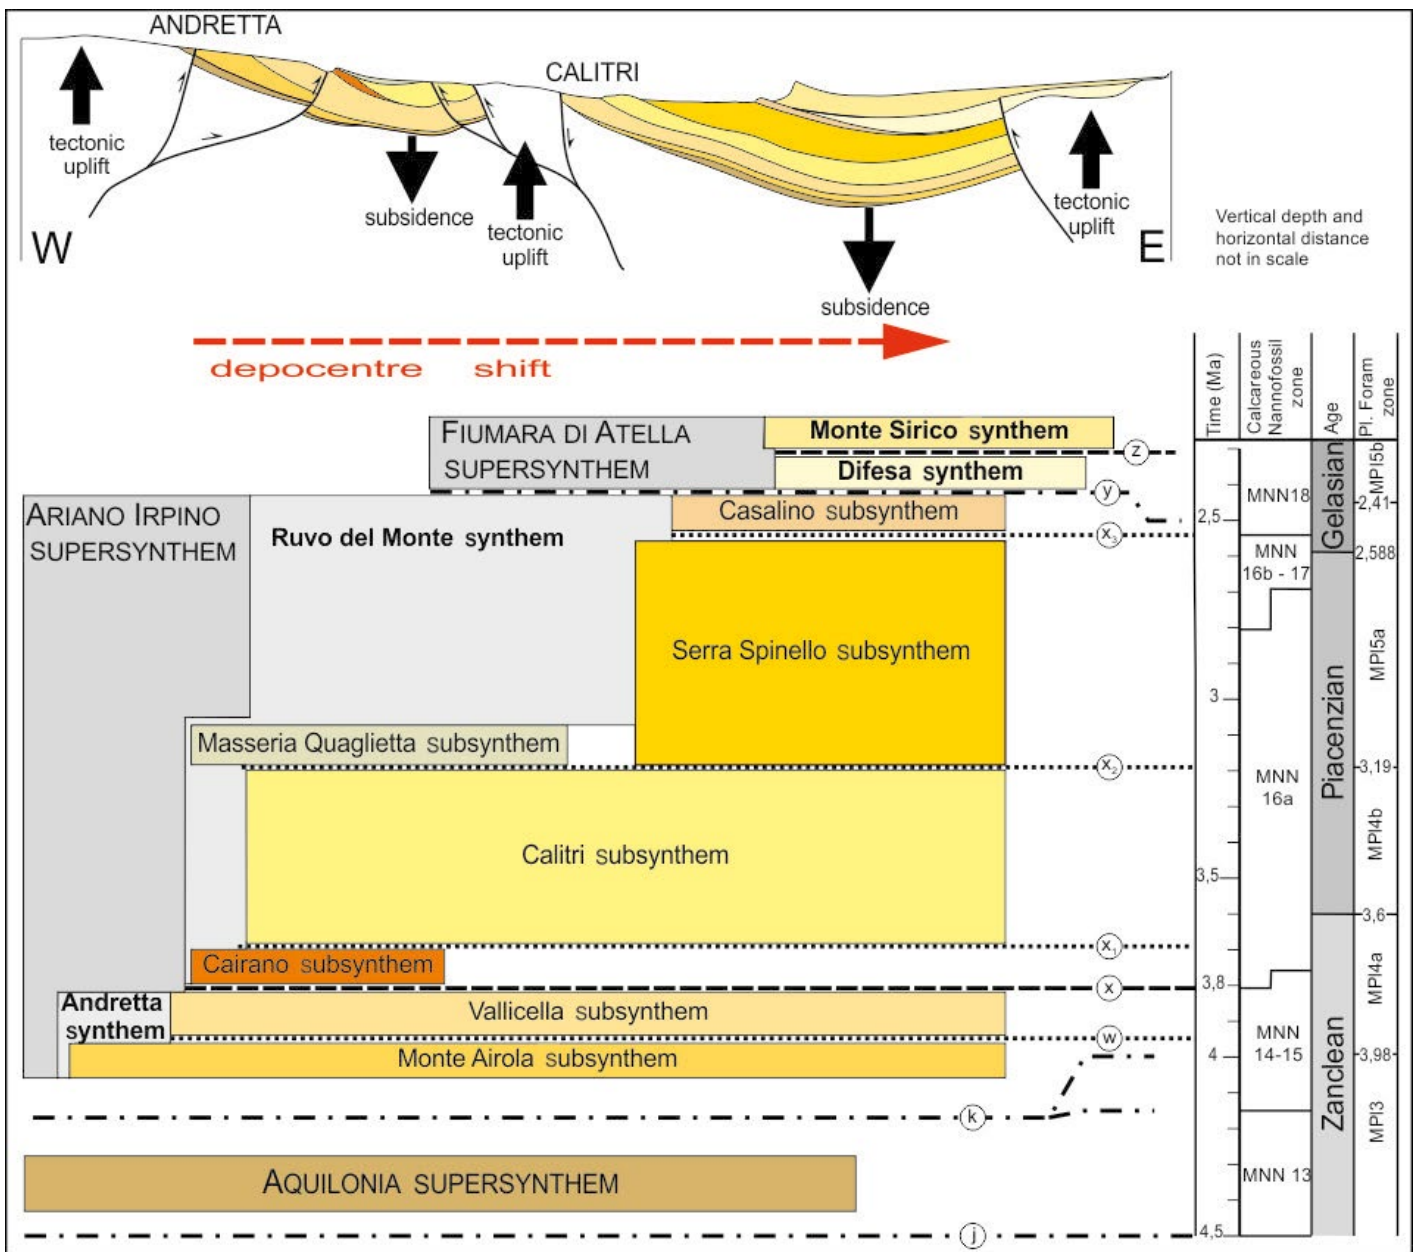 ANDRETTA
CALITRI
tectonic
uplift
subsidence
tectonic
uplift
subsidence
tectonic
uplift
W
E
Vertical depth and
horizontal distance
not in scale
depocentre shift
Time (Ma)
Calcareous
Nannofossil
zone
Age
Pl. Foram
zone
FIUMARA DI ATELLA
SUPERSYNTHEM
Monte Sirico synthem
z
Difesa synthem
y
ARIANO IRPINO
SUPERSYNTHEM
Ruvo del Monte synthem
Casalino subsynthem
x3
Serra Spinello subsynthem
Masseria Quaglietta subsynthem
x2
Calitri subsynthem
x1
Cairano subsynthem
x
Andretta
synthem
Vallicella subsynthem
w
Monte Airola subsynthem
k
AQUILONIA SUPERSYNTHEM
j
2,5
3
3,5
3,8
4
4,5
MNN18
MNN
16b - 17
MNN
16a
MNN
14-15
MNN 13
Gelasian
Piacenzian
Zanclean
MPl5b
2,41
2,588
MPl5a
3,19
MPl4b
3,6
MPl4a
3,98
MPl3